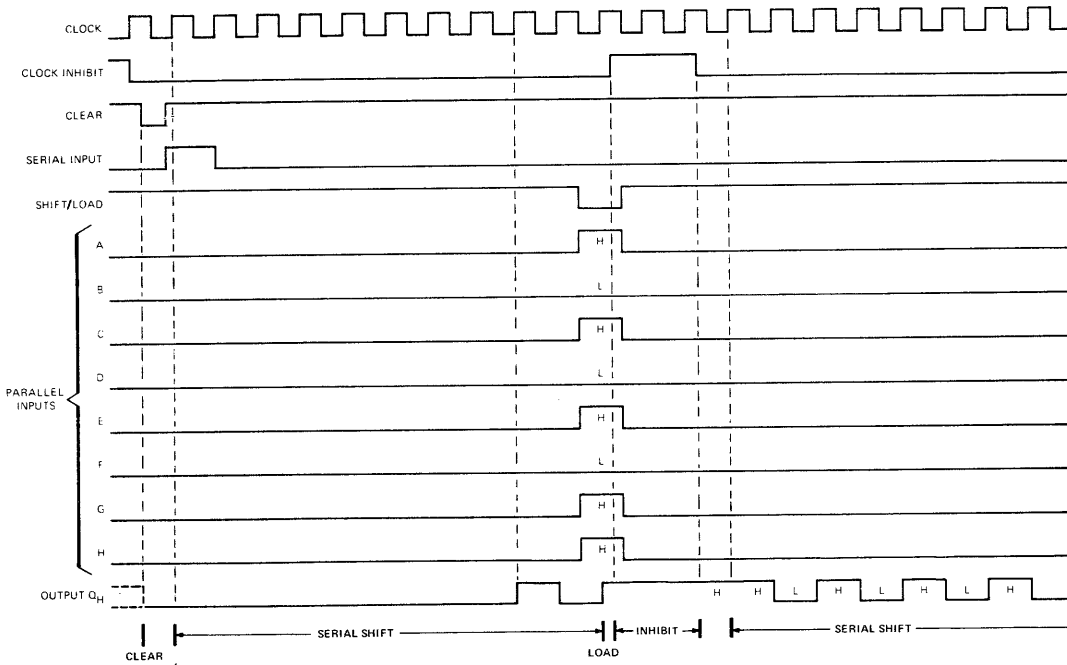 CLOCK
CLOCK INHIBIT
CLEAR
SERIAL INPUT
SHIFT/LOAD
A
H
B
L
C
H
D
L
PARALLEL
INPUTS
E
H
F
L
G
H
H
H
OUTPUT QH
H H L H L H L H
SERIAL SHIFT
INHIBIT
SERIAL SHIFT
CLEAR
LOAD